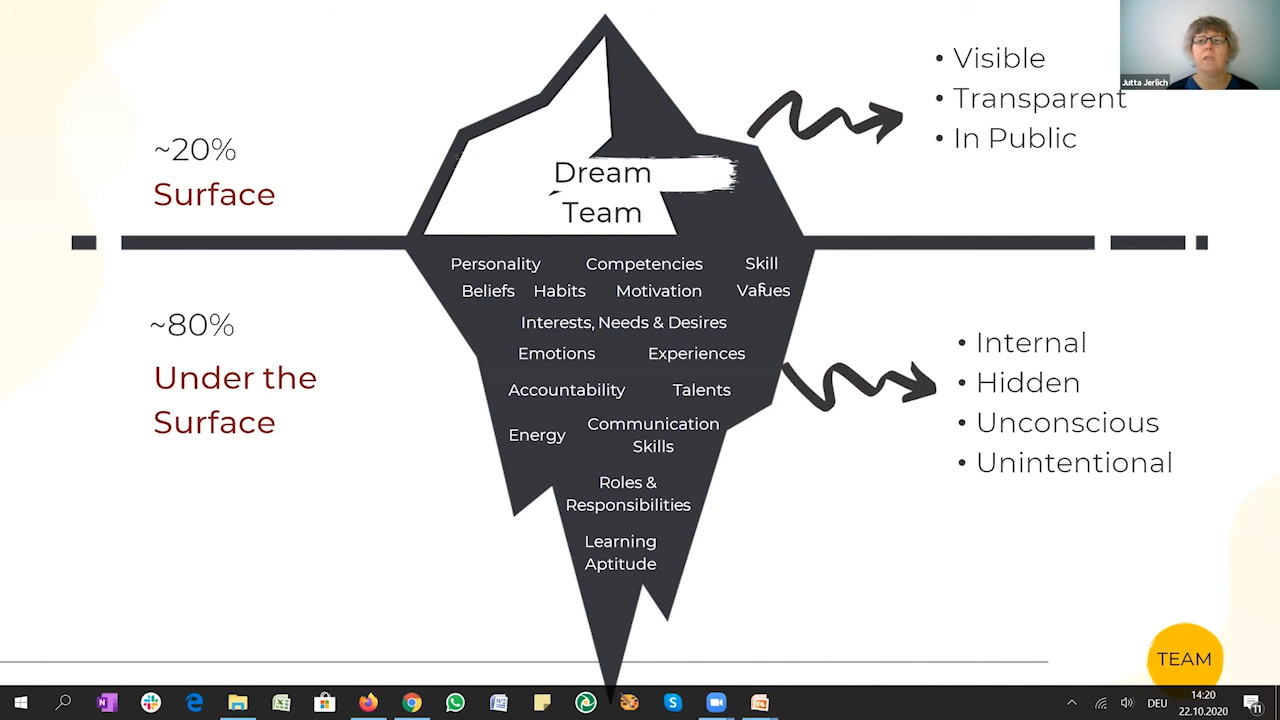 ~20%
Surface
Dream
Team
• Visible
• Transparent
• In Public
Jutta Jerlich
Personality Competencies Skill
Beliefs Habits Motivation Values
Interests, Needs & Desires
Emotions Experiences
Accountability Talents
Energy Communication
Skills
Roles &
Responsibilities
Learning
Aptitude
~80%
Under the
Surface
• Internal
• Hidden
• Unconscious
• Unintentional
TEAM
DEU
14:20
22.10.2020
11